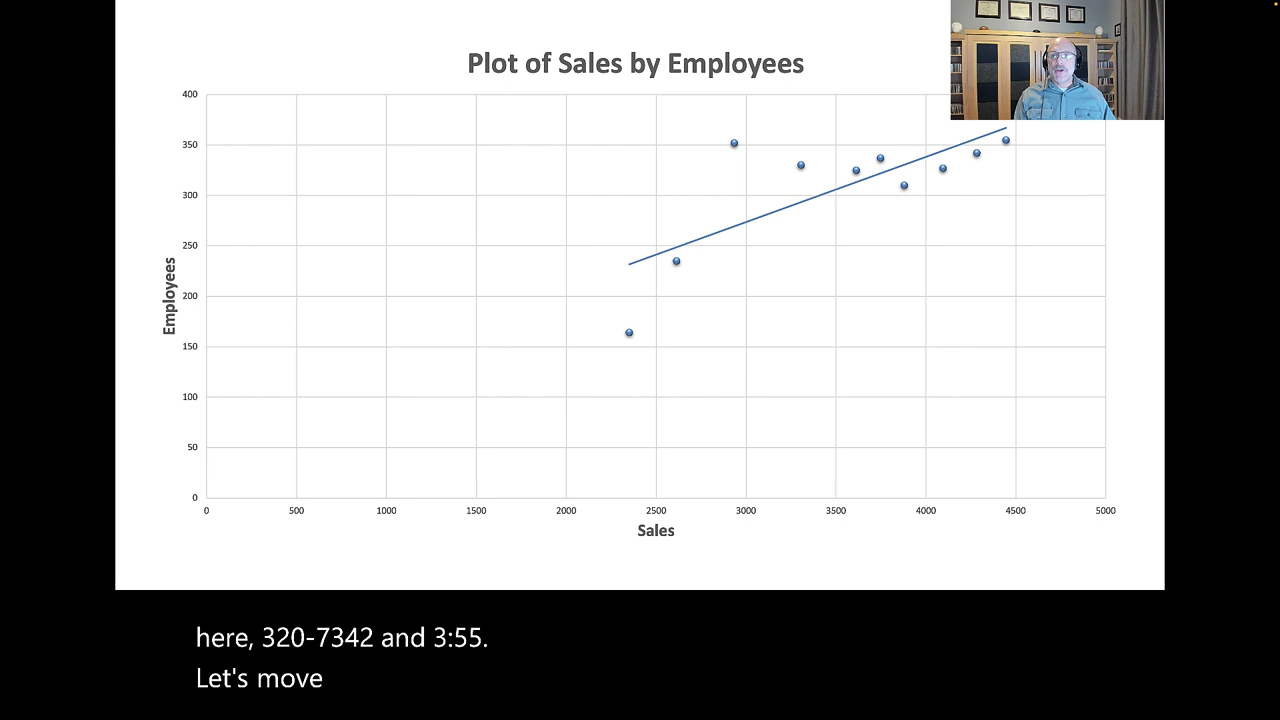 Plot of Sales by Employees
400
350
300
250
200
150
100
50
0
Employees
0 500 1000 1500 2000 2500 3000 3500 4000 4500 5000
Sales
here, 320-7342 and 3:55.
Let's move